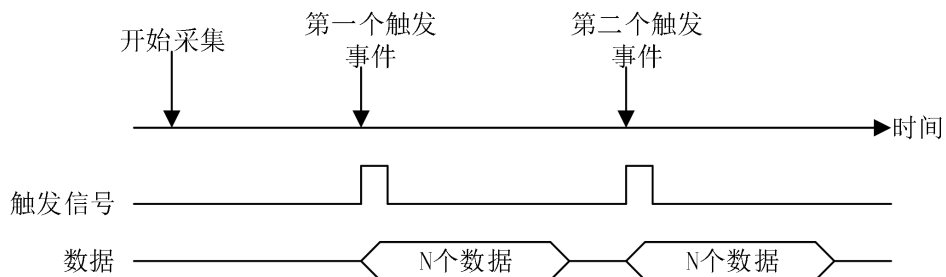 开始采集
第一个触发
事件
第二个触发
事件
时间
触发信号
数据
N个数据
N个数据